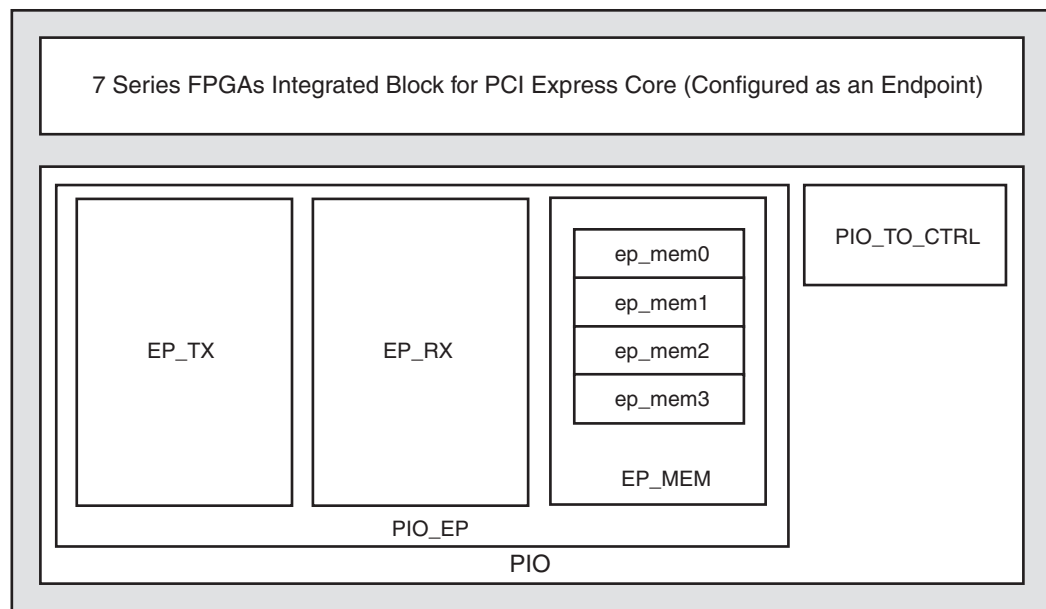 7 Series FPGAs Integrated Block for PCI Express Core (Configured as an Endpoint)
EP_TX
EP_RX
ep_mem0
ep_mem1
ep_mem2
ep_mem3
EP_MEM
PIO_EP
PIO_TO_CTRL
PIO